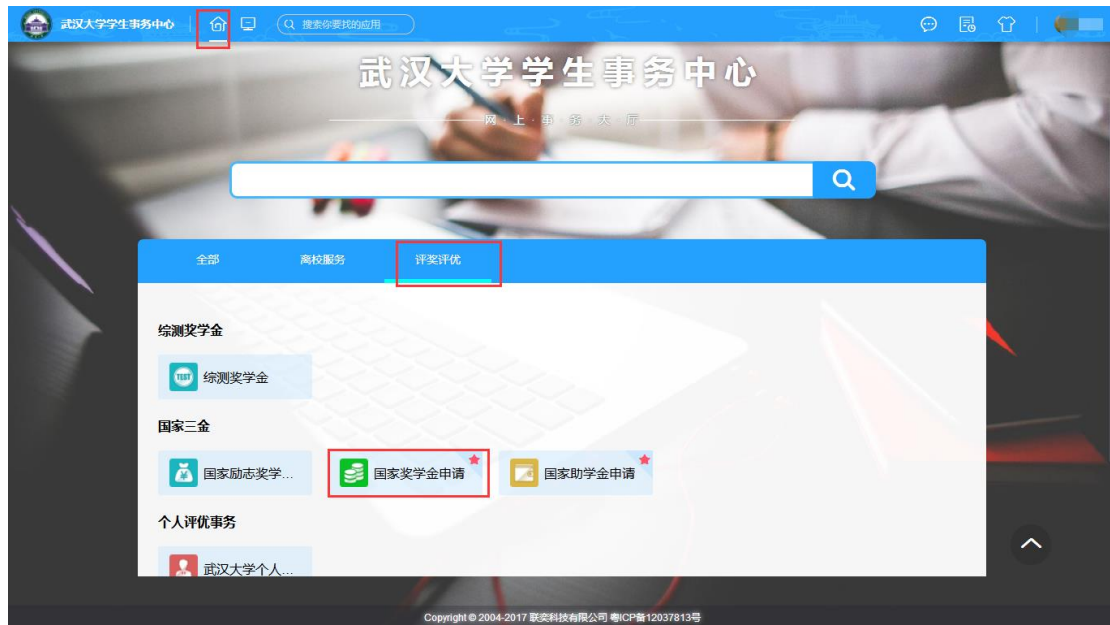 武汉大学学生事务中心
搜索你要找的应用
武汉大学学生事务中心
网·上·事·务·大·厅
全部 离校服务 评奖评优
综测奖学金
TEST 综测奖学金
国家三金
国家励志奖学... 国家奖学金申请 国家助学金申请
个人评优事务
武汉大学个人...
Copyright © 2004-2017 联奕科技有限公司 粤ICP备12037813号